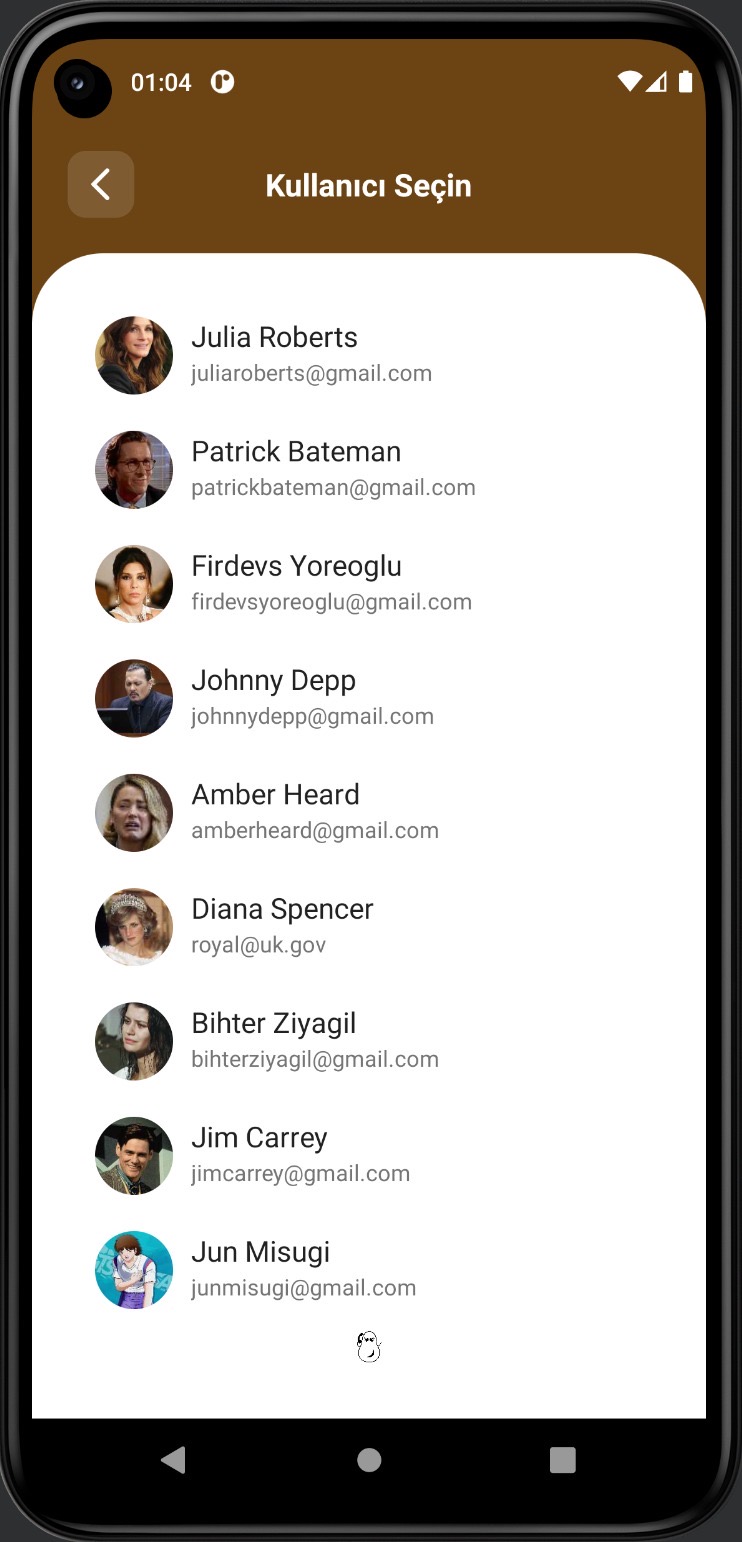 01:04
Kullanıcı Seçin
Julia Roberts
juliaroberts@gmail.com
Patrick Bateman
patrickbateman@gmail.com
Firdevs Yoreoglu
firdevsyoreoglu@gmail.com
Johnny Depp
johnnydepp@gmail.com
Amber Heard
amberheard@gmail.com
Diana Spencer
royal@uk.gov
Bihter Ziyagil
bihterziyagil@gmail.com
Jim Carrey
jimcarrey@gmail.com
Jun Misugi
junmisugi@gmail.com